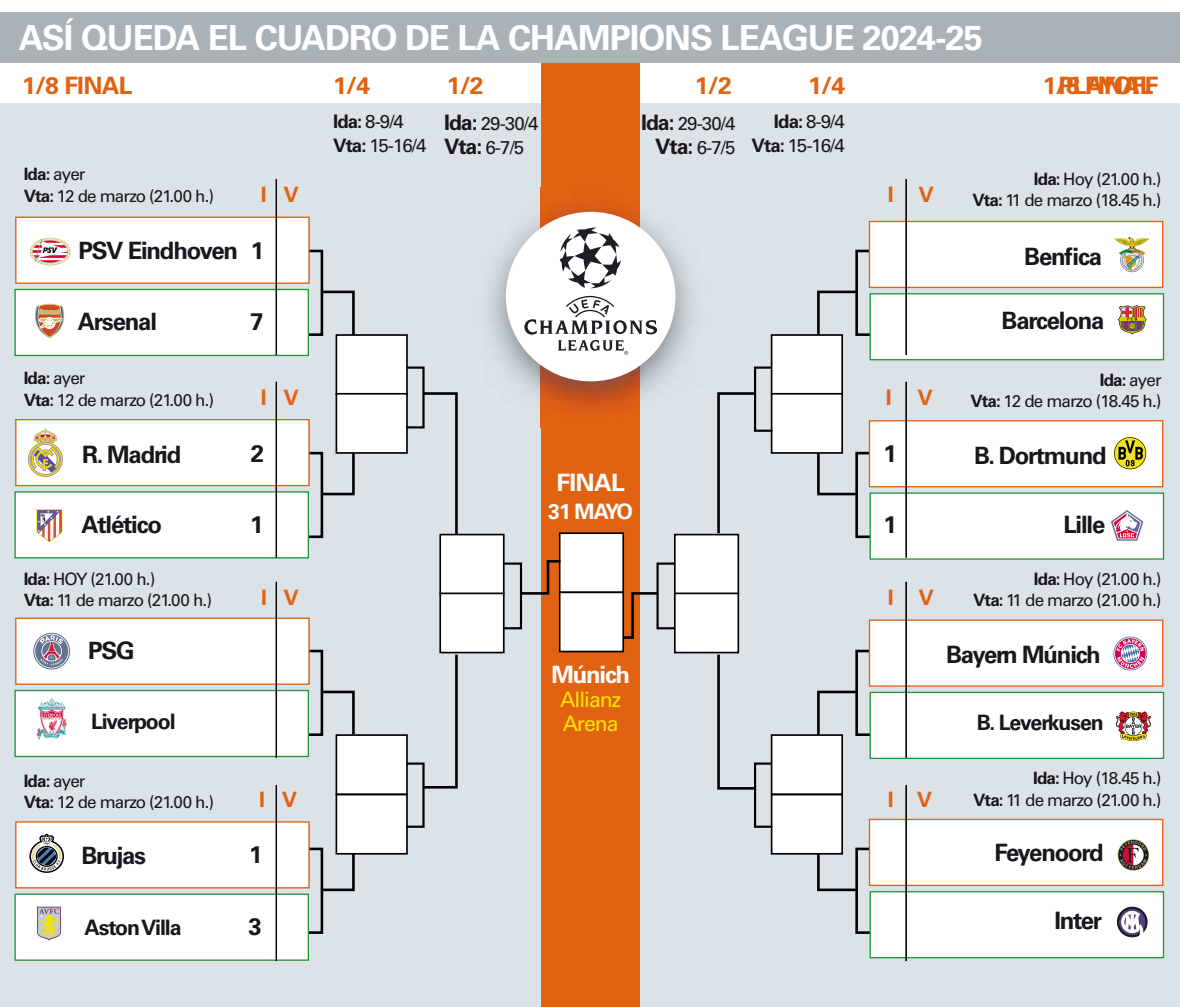 ASÍ QUEDA EL CUADRO DE LA CHAMPIONS LEAGUE 2024-25
1/8 FINAL
1/4
1/2
1/2
1/4
Ida: 8-9/4
Vta: 15-16/4
Ida: 29-30/4
Vta: 6-7/5
Ida: 29-30/4
Vta: 6-7/5
Ida: 8-9/4
Vta: 15-16/4
Ida: ayer
Vta: 12 de marzo (21.00 h.)
I V
PSV
PSV Eindhoven 1
Arsenal 7
Ida: ayer
Vta: 12 de marzo (21.00 h.)
I V
R. Madrid 2
Atlético 1
Ida: HOY (21.00 h.)
Vta: 11 de marzo (21.00 h.)
I V
PARIS
PSG
Liverpool
Ida: ayer
Vta: 12 de marzo (21.00 h.)
I V
Brujas 1
AVFC
Aston Villa 3
UEFA
CHAMPIONS
LEAGUE
FINAL
31 MAYO
Múnich
Allianz
Arena
Ida: Hoy (21.00 h.)
Vta: 11 de marzo (18.45 h.)
I V
Benfica
Barcelona
Ida: ayer
Vta: 12 de marzo (18.45 h.)
I V
1 B. Dortmund
BVB
09
1 Lille
LOSC
Ida: Hoy (21.00 h.)
Vta: 11 de marzo (21.00 h.)
I V
Bayern Múnich
B. Leverkusen
Ida: Hoy (18.45 h.)
Vta: 11 de marzo (21.00 h.)
I V
Feyenoord
Inter